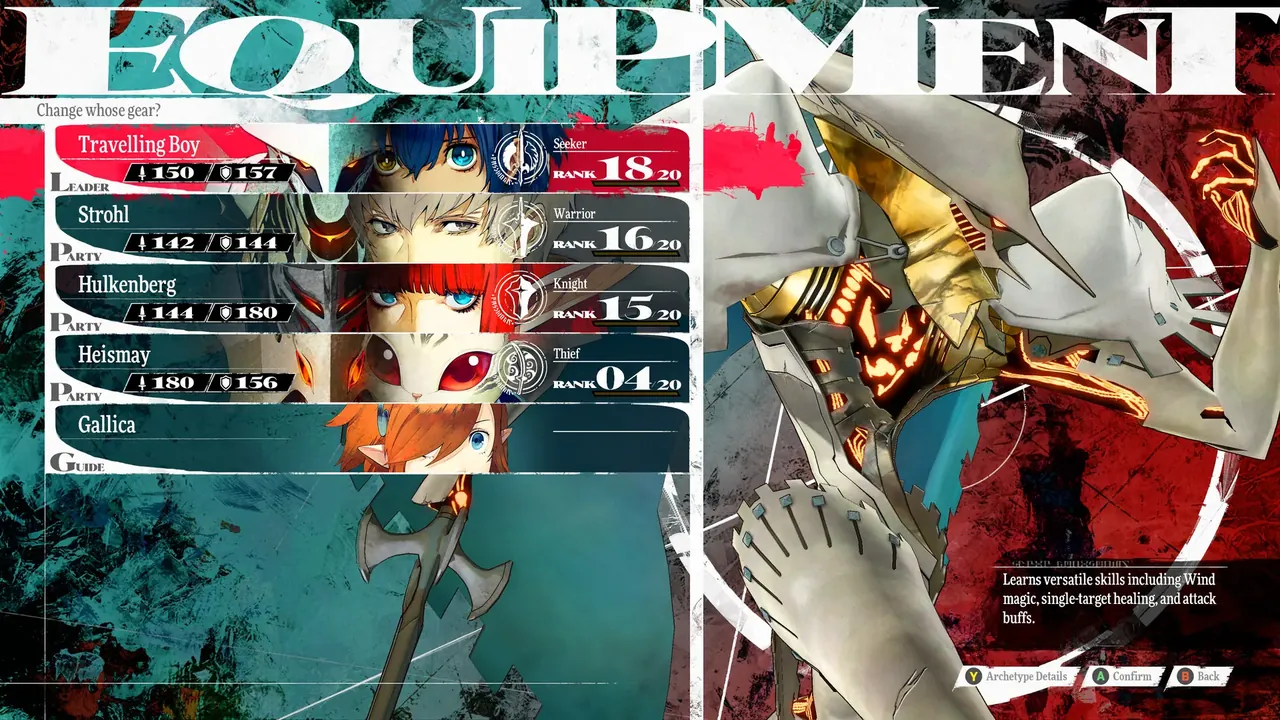 EQUIPMENT
Change whose gear?
Travelling Boy
150 157
LEADER
Seeker
RANK 18/20
Strohl
142 144
PARTY
Warrior
RANK 16/20
Hulkenberg
144 180
PARTY
Knight
RANK 15/20
Heismay
180 156
PARTY
Thief
RANK 04/20
Gallica
GUIDE
Learns versatile skills including Wind
magic, single-target healing, and attack
buffs.
Y Archetype Details A Confirm B Back